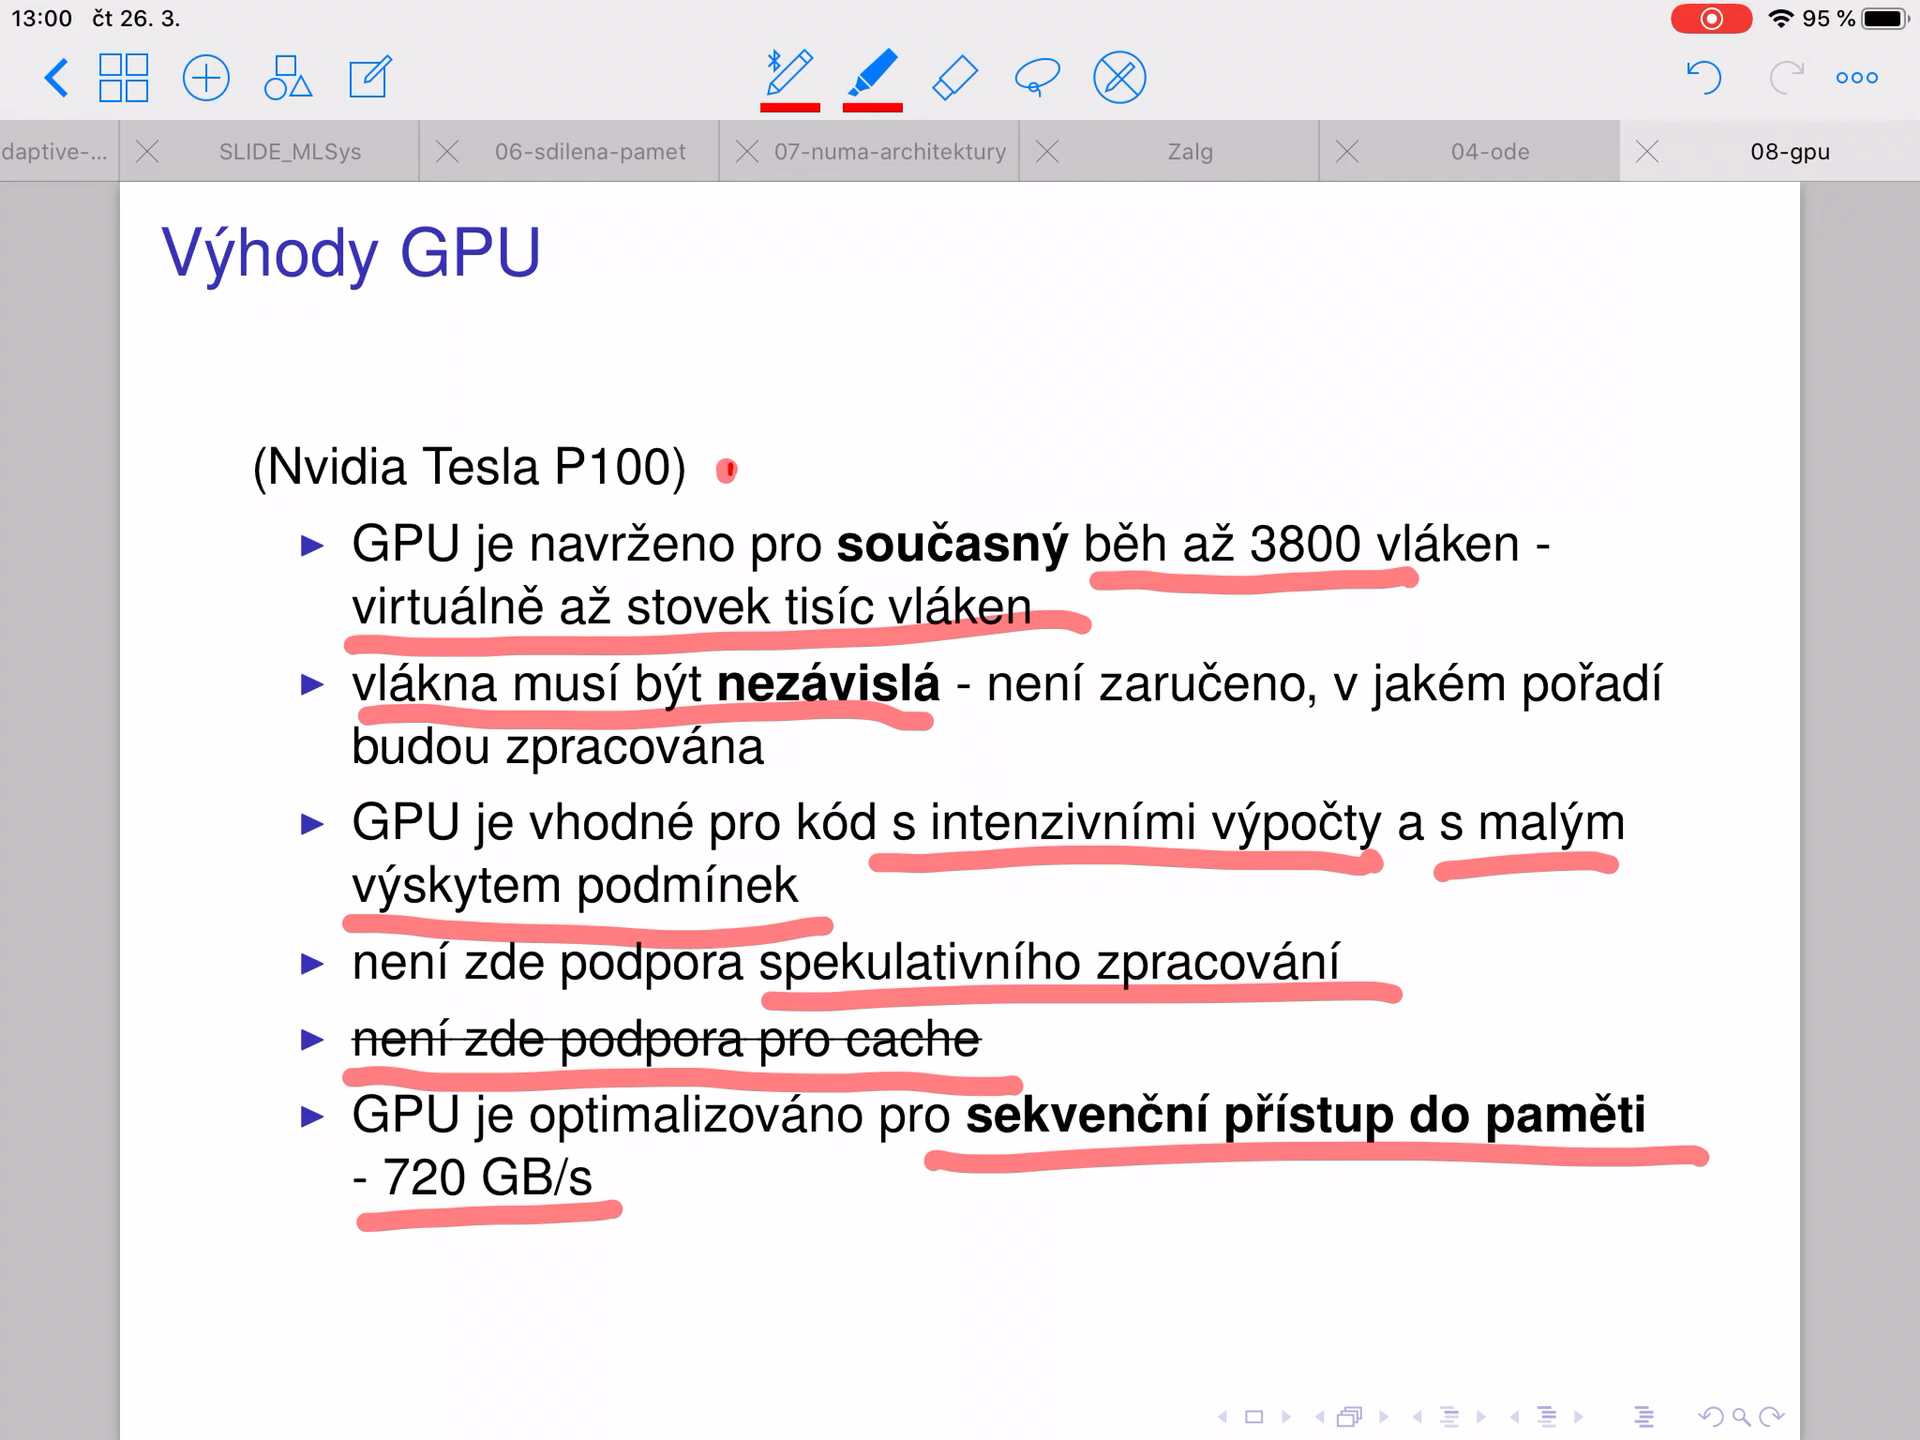 13:00 čt 26. 3.
95 %
daptive-...
SLIDE_MLSys
06-sdilena-pamet
07-numa-architektury
Zalg
04-ode
08-gpu
Výhody GPU
(Nvidia Tesla P100)
GPU je navrženo pro současný běh až 3800 vláken -
virtuálně až stovek tisíc vláken
vlákna musí být nezávislá - není zaručeno, v jakém pořadí
budou zpracována
GPU je vhodné pro kód s intenzivními výpočty a s malým
výskytem podmínek
není zde podpora spekulativního zpracování
není zde podpora pro cache
GPU je optimalizováno pro sekvenční přístup do paměti
- 720 GB/s